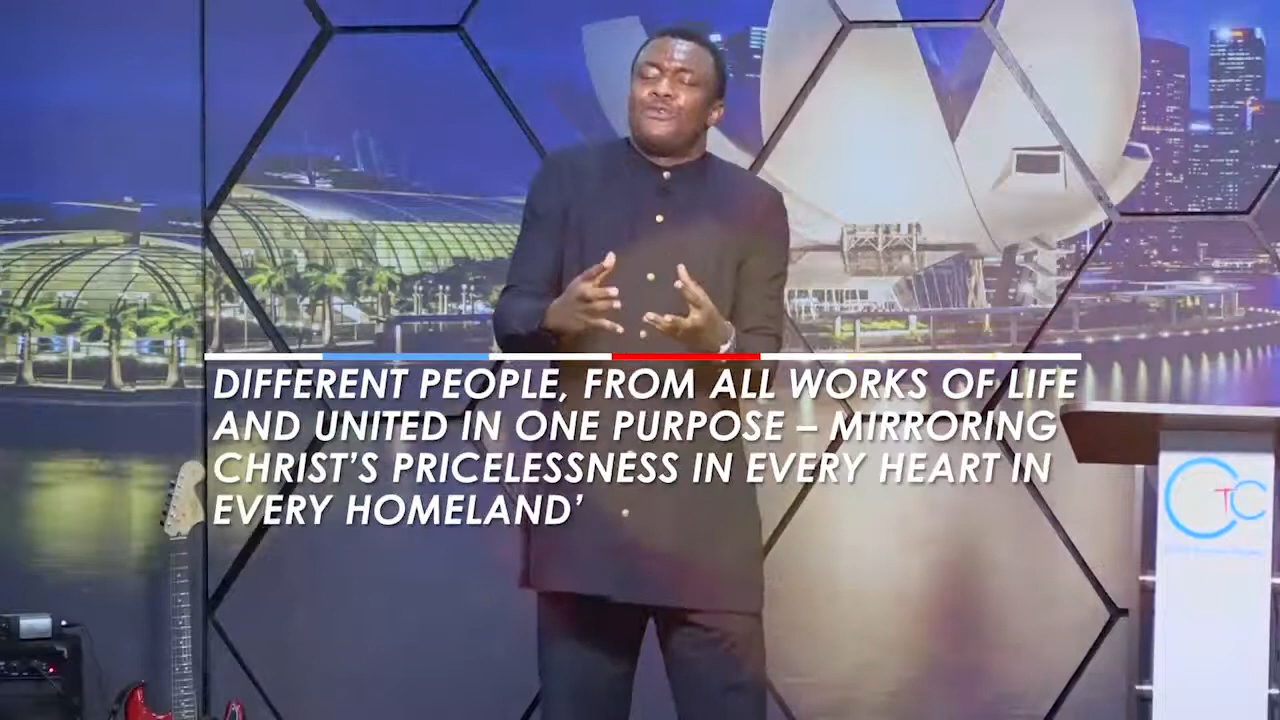 DIFFERENT PEOPLE, FROM ALL WORKS OF LIFE
AND UNITED IN ONE PURPOSE – MIRRORING
CHRIST'S PRICELESSNESS IN EVERY HEART IN
EVERY HOMELAND'
CTC